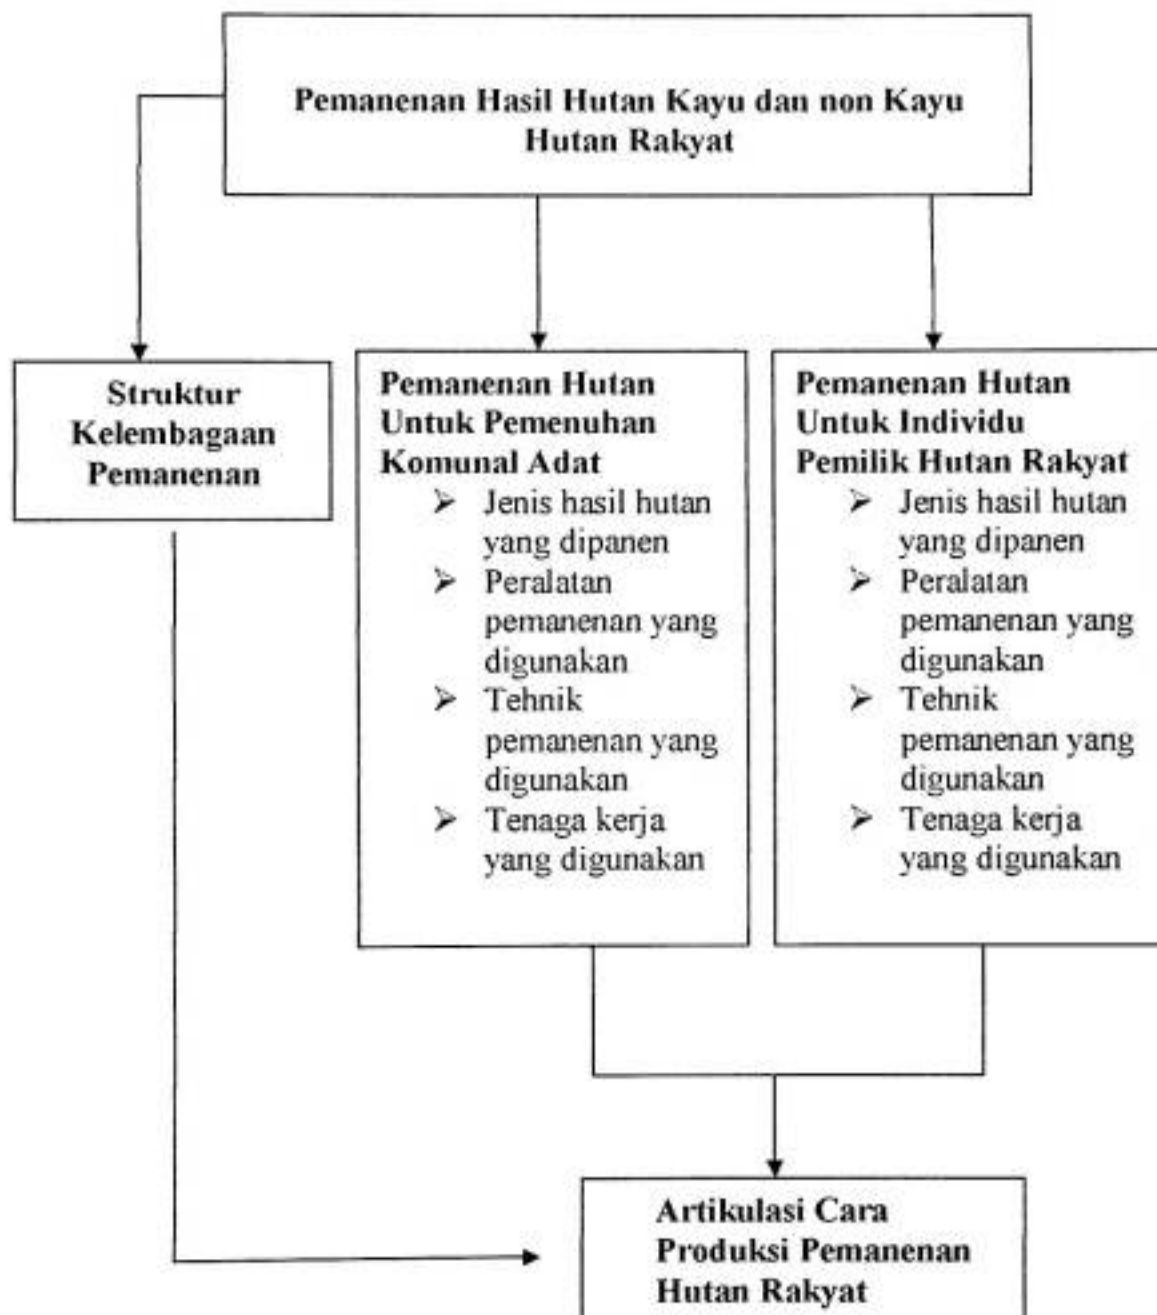 Pemanenan Hasil Hutan Kayu dan non Kayu
Hutan Rakyat
Struktur
Kelembagaan
Pemanenan
Pemanenan Hutan
Untuk Pemenuhan
Komunal Adat
➢ Jenis hasil hutan
yang dipanen
➢ Peralatan
pemanenan yang
digunakan
➢ Tehnik
pemanenan yang
digunakan
➢ Tenaga kerja
yang digunakan
Pemanenan Hutan
Untuk Individu
Pemilik Hutan Rakyat
➢ Jenis hasil hutan
yang dipanen
➢ Peralatan
pemanenan yang
digunakan
➢ Tehnik
pemanenan yang
digunakan
➢ Tenaga kerja
yang digunakan
Artikulasi Cara
Produksi Pemanenan
Hutan Rakyat